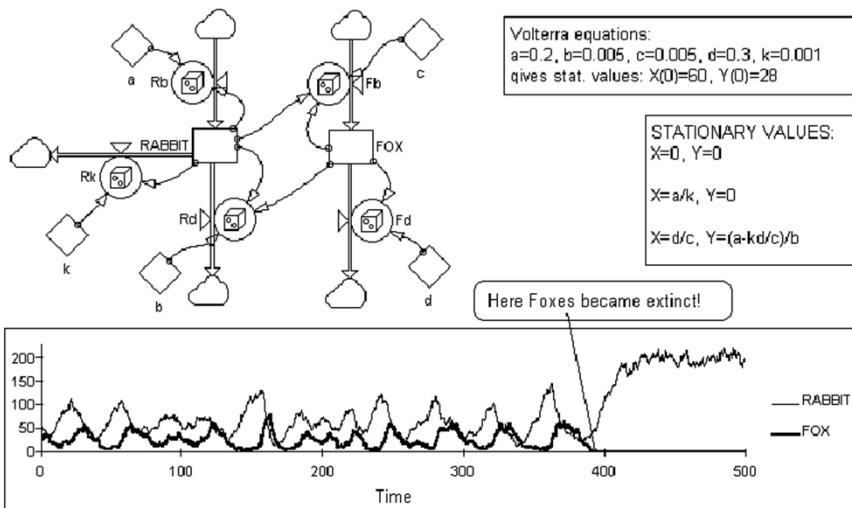 a
Rb
Fb
c
Volterra equations:
a=0.2, b=0.005, c=0.005, d=0.3, k=0.001
gives stat. values: X(0)=60, Y(0)=28
RABBIT
FOX
STATIONARY VALUES:
X=0, Y=0
X=a/k, Y=0
X=d/c, Y=(a-kd/c)/b
Rk
Rd
Fd
k
b
d
Here Foxes became extinct!
200
150
100
50
0
0
100
200
300
400
500
Time
RABBIT
FOX